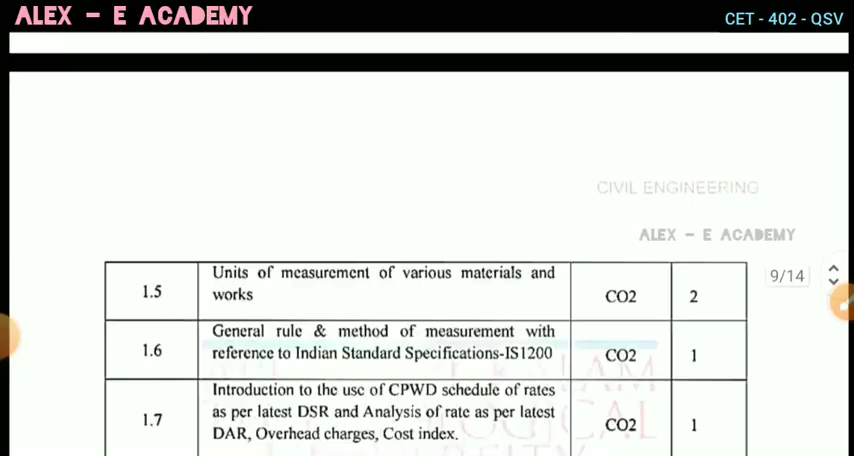 ALEX - E ACADEMY
CET - 402 - QSV
CIVIL ENGINEERING
ALEX - E ACADEMY
9/14
1.5
Units of measurement of various materials and
works
CO2
2
1.6
General rule & method of measurement with
reference to Indian Standard Specifications-IS1200
CO2
1
1.7
Introduction to the use of CPWD schedule of rates
as per latest DSR and Analysis of rate as per latest
DAR, Overhead charges, Cost index.
CO2
1